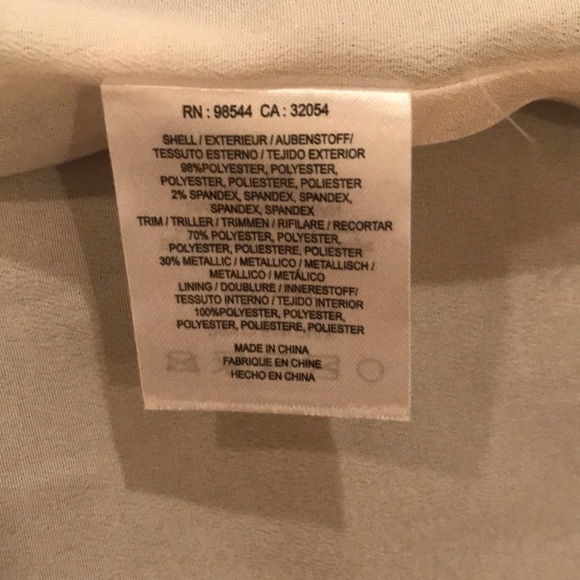 RN : 98544 CA : 32054
SHELL / EXTERIEUR / AUBENSTOFF/
TESSUTO ESTERNO / TEJIDO EXTERIOR
98%POLYESTER, POLYESTER,
POLYESTER, POLIESTERE, POLIESTER
2% SPANDEX, SPANDEX, SPANDEX,
SPANDEX, SPANDEX
TRIM / TRILLER / TRIMMEN / RIFILARE / RECORTAR
70% POLYESTER, POLYESTER,
POLYESTER, POLIESTERE, POLIESTER
30% METALLIC / METALLICO / METALLISCH /
METALLICO / METÁLICO
LINING / DOUBLURE / INNERESTOFF/
TESSUTO INTERNO / TEJIDO INTERIOR
100%POLYESTER, POLYESTER,
POLYESTER, POLIESTERE, POLIESTER
MADE IN CHINA
FABRIQUE EN CHINE
HECHO EN CHINA